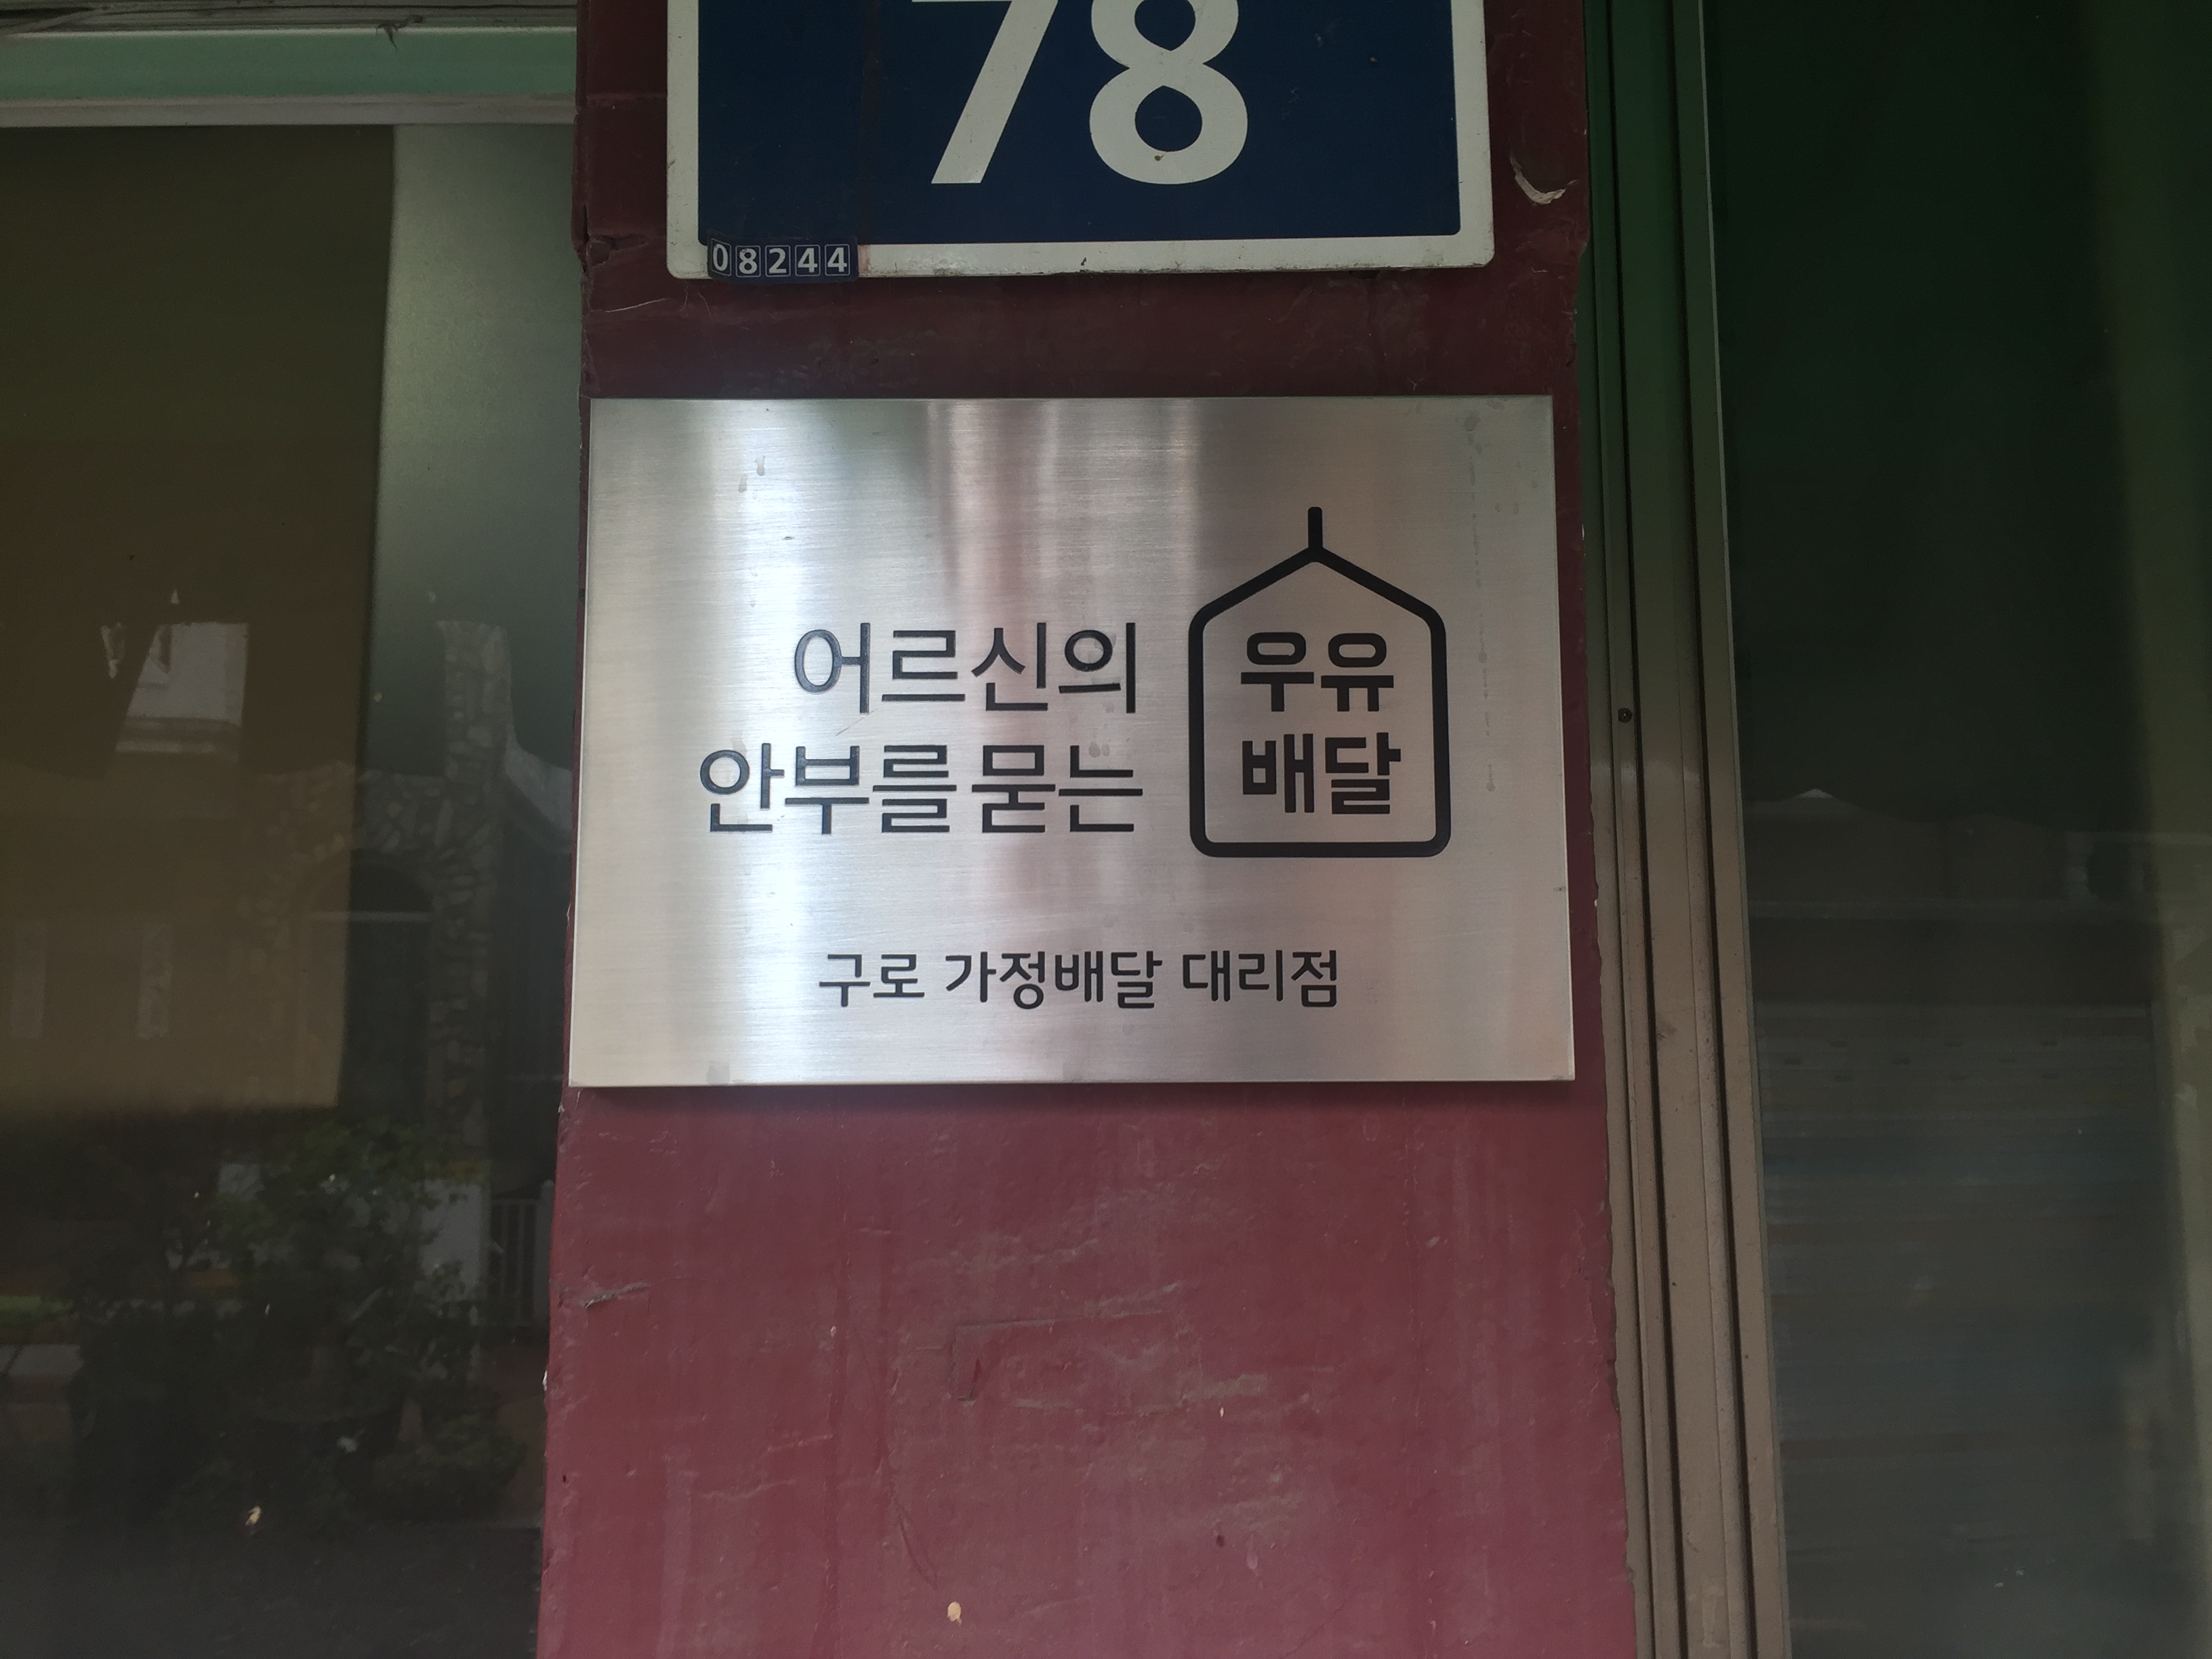 78
08244
어르신의
안부를 묻는
우유
배달
구로 가정배달 대리점